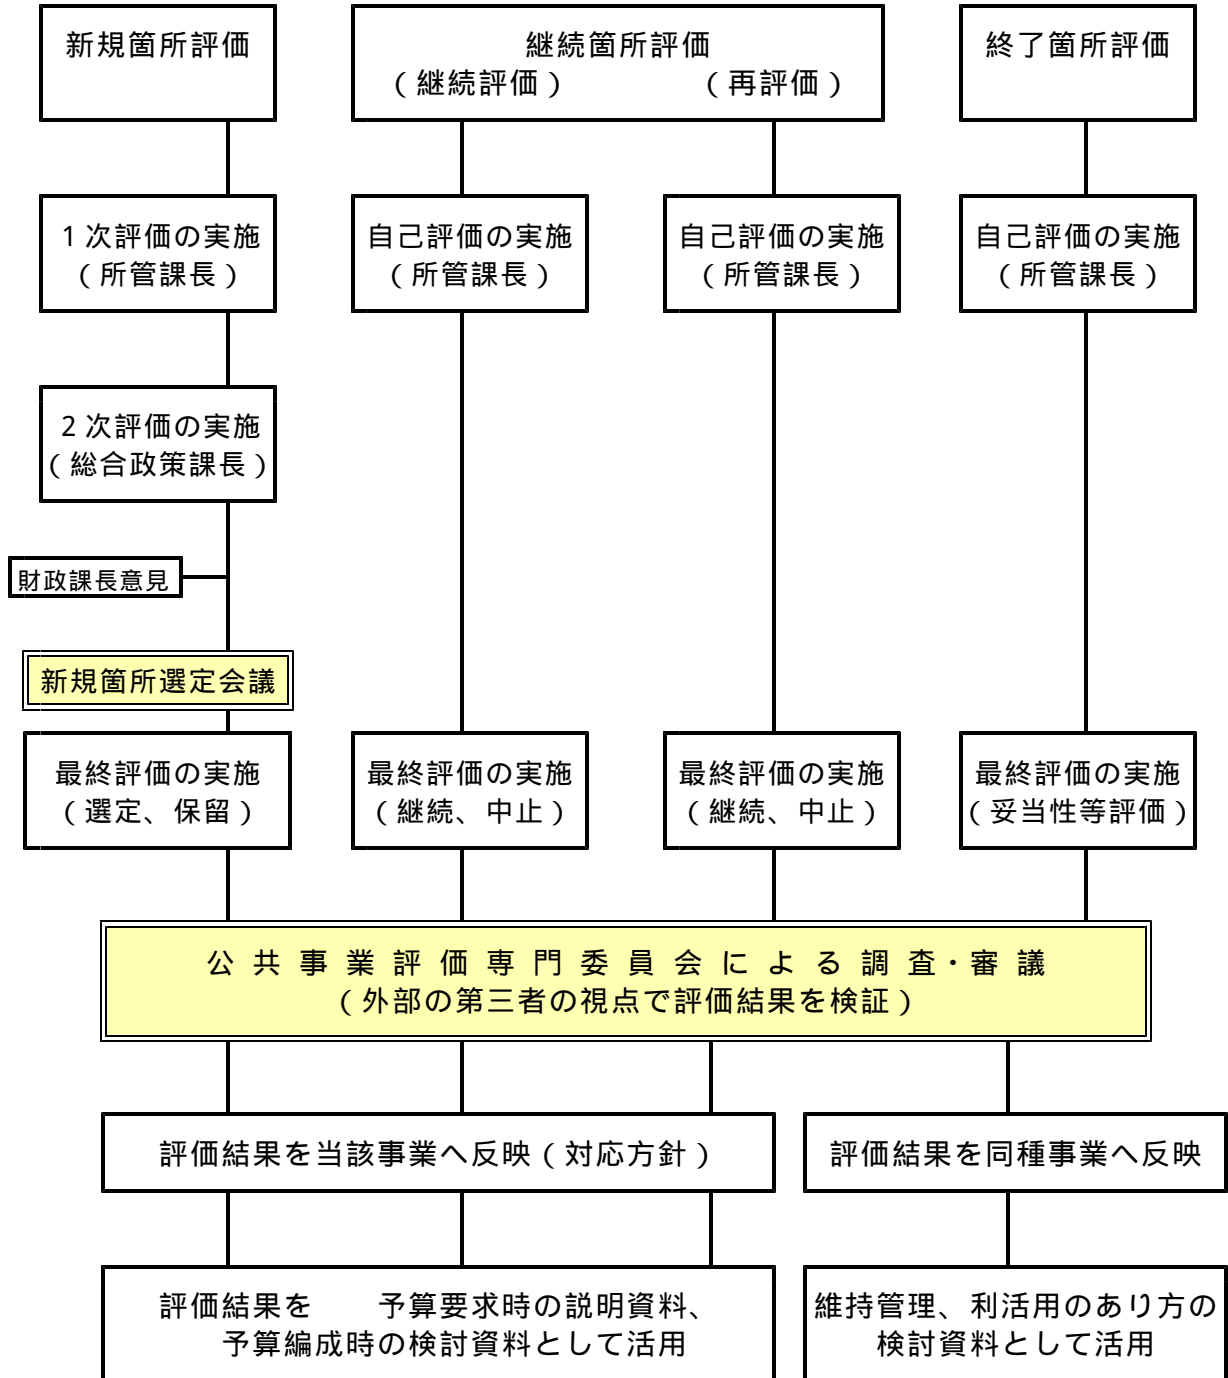 新規箇所評価
継続箇所評価
（継続評価）　　　　（再評価）
終了箇所評価
1次評価の実施
（所管課長）
自己評価の実施
（所管課長）
自己評価の実施
（所管課長）
自己評価の実施
（所管課長）
2次評価の実施
（総合政策課長）
財政課長意見
新規箇所選定会議
最終評価の実施
（選定、保留）
最終評価の実施
（継続、中止）
最終評価の実施
（継続、中止）
最終評価の実施
（妥当性等評価）
公共事業評価専門委員会による調査・審議
（外部の第三者の視点で評価結果を検証）
評価結果を当該事業へ反映（対応方針）
評価結果を同種事業へ反映
評価結果を　　予算要求時の説明資料、
予算編成時の検討資料として活用
維持管理、利活用のあり方の
検討資料として活用